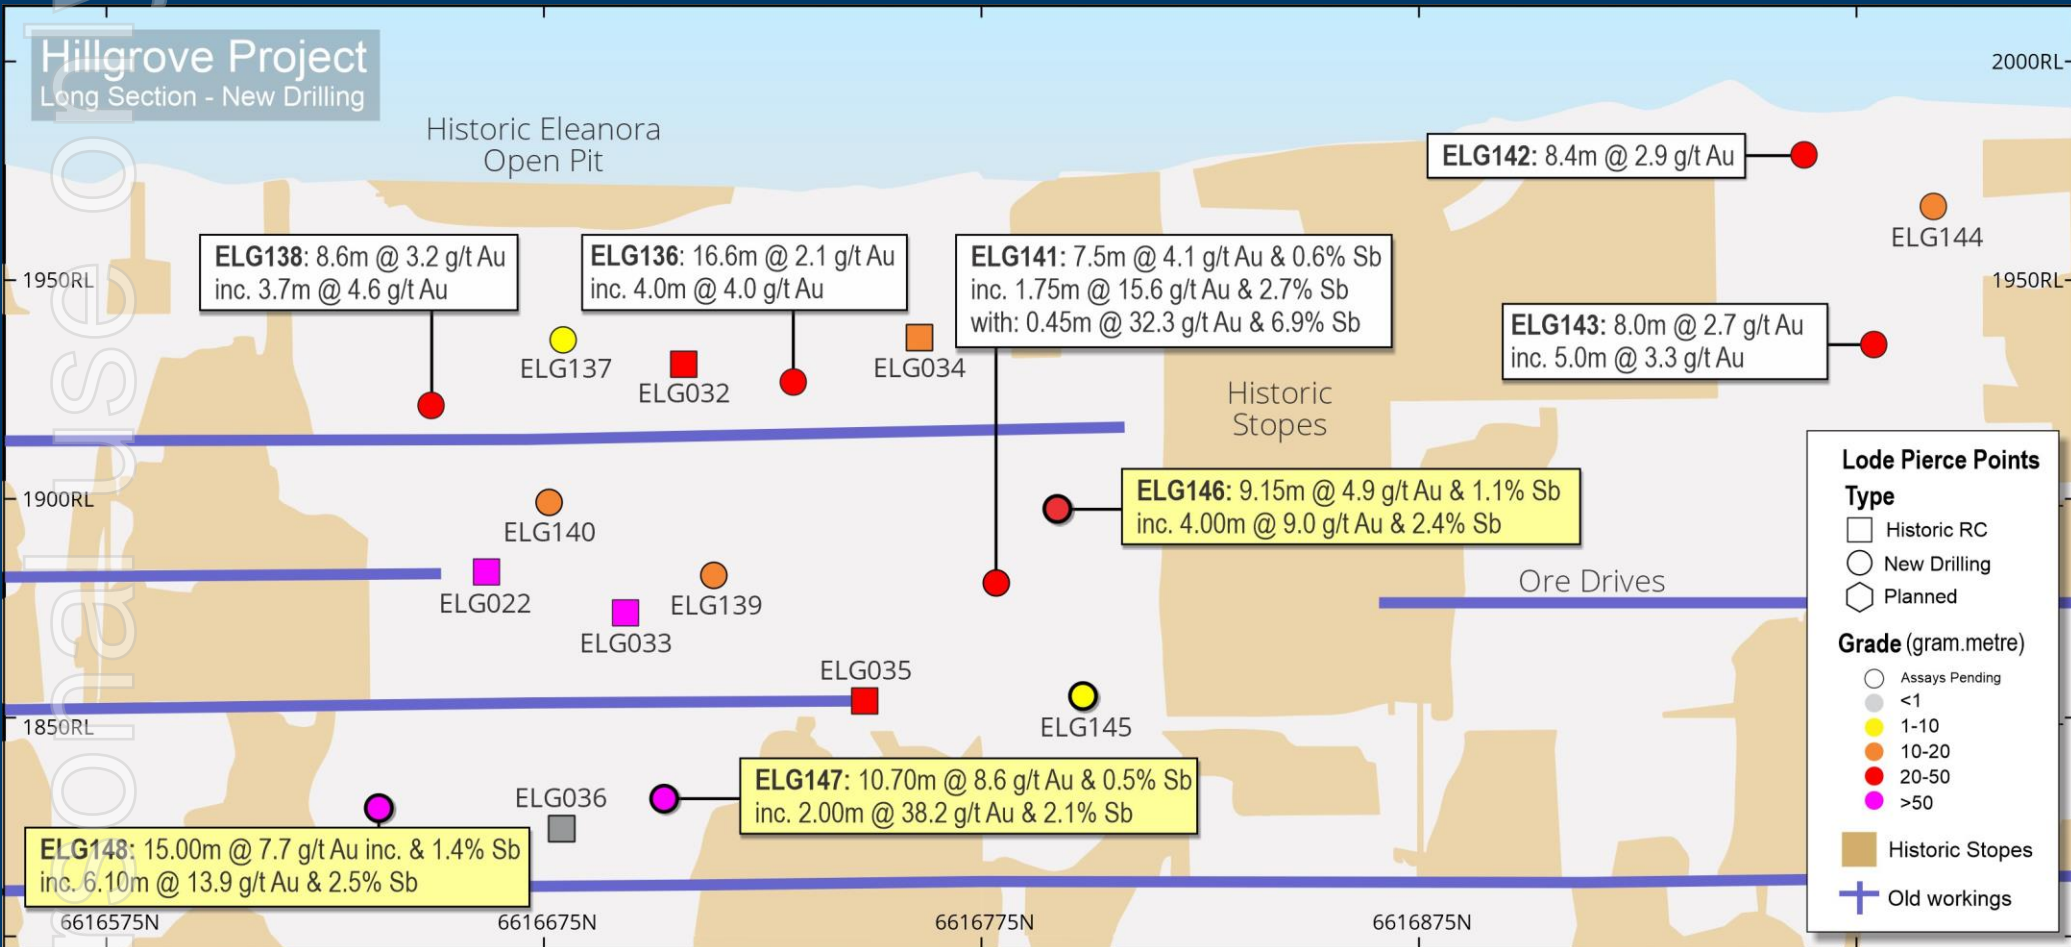 Hillgrove Project
Long Section - New Drilling
Historic Eleanora
Open Pit
2000RL
1950RL
1950RL
1900RL
1850RL
ELG142: 8.4m @ 2.9 g/t Au
ELG144
ELG138: 8.6m @ 3.2 g/t Au
inc. 3.7m @ 4.6 g/t Au
ELG136: 16.6m @ 2.1 g/t Au
inc. 4.0m @ 4.0 g/t Au
ELG141: 7.5m @ 4.1 g/t Au & 0.6% Sb
inc. 1.75m @ 15.6 g/t Au & 2.7% Sb
with: 0.45m @ 32.3 g/t Au & 6.9% Sb
ELG143: 8.0m @ 2.7 g/t Au
inc. 5.0m @ 3.3 g/t Au
ELG137
ELG032
ELG034
Historic
Stopes
ELG146: 9.15m @ 4.9 g/t Au & 1.1% Sb
inc. 4.00m @ 9.0 g/t Au & 2.4% Sb
ELG140
ELG022
ELG139
ELG033
Ore Drives
ELG035
ELG145
ELG147: 10.70m @ 8.6 g/t Au & 0.5% Sb
inc. 2.00m @ 38.2 g/t Au & 2.1% Sb
ELG036
ELG148: 15.00m @ 7.7 g/t Au inc. & 1.4% Sb
inc. 6.10m @ 13.9 g/t Au & 2.5% Sb
6616575N
6616675N
6616775N
6616875N
Lode Pierce Points
Type
Historic RC
New Drilling
Planned
Grade (gram.metre)
Assays Pending
<1
1-10
10-20
20-50
>50
Historic Stopes
Old workings
sonal use only